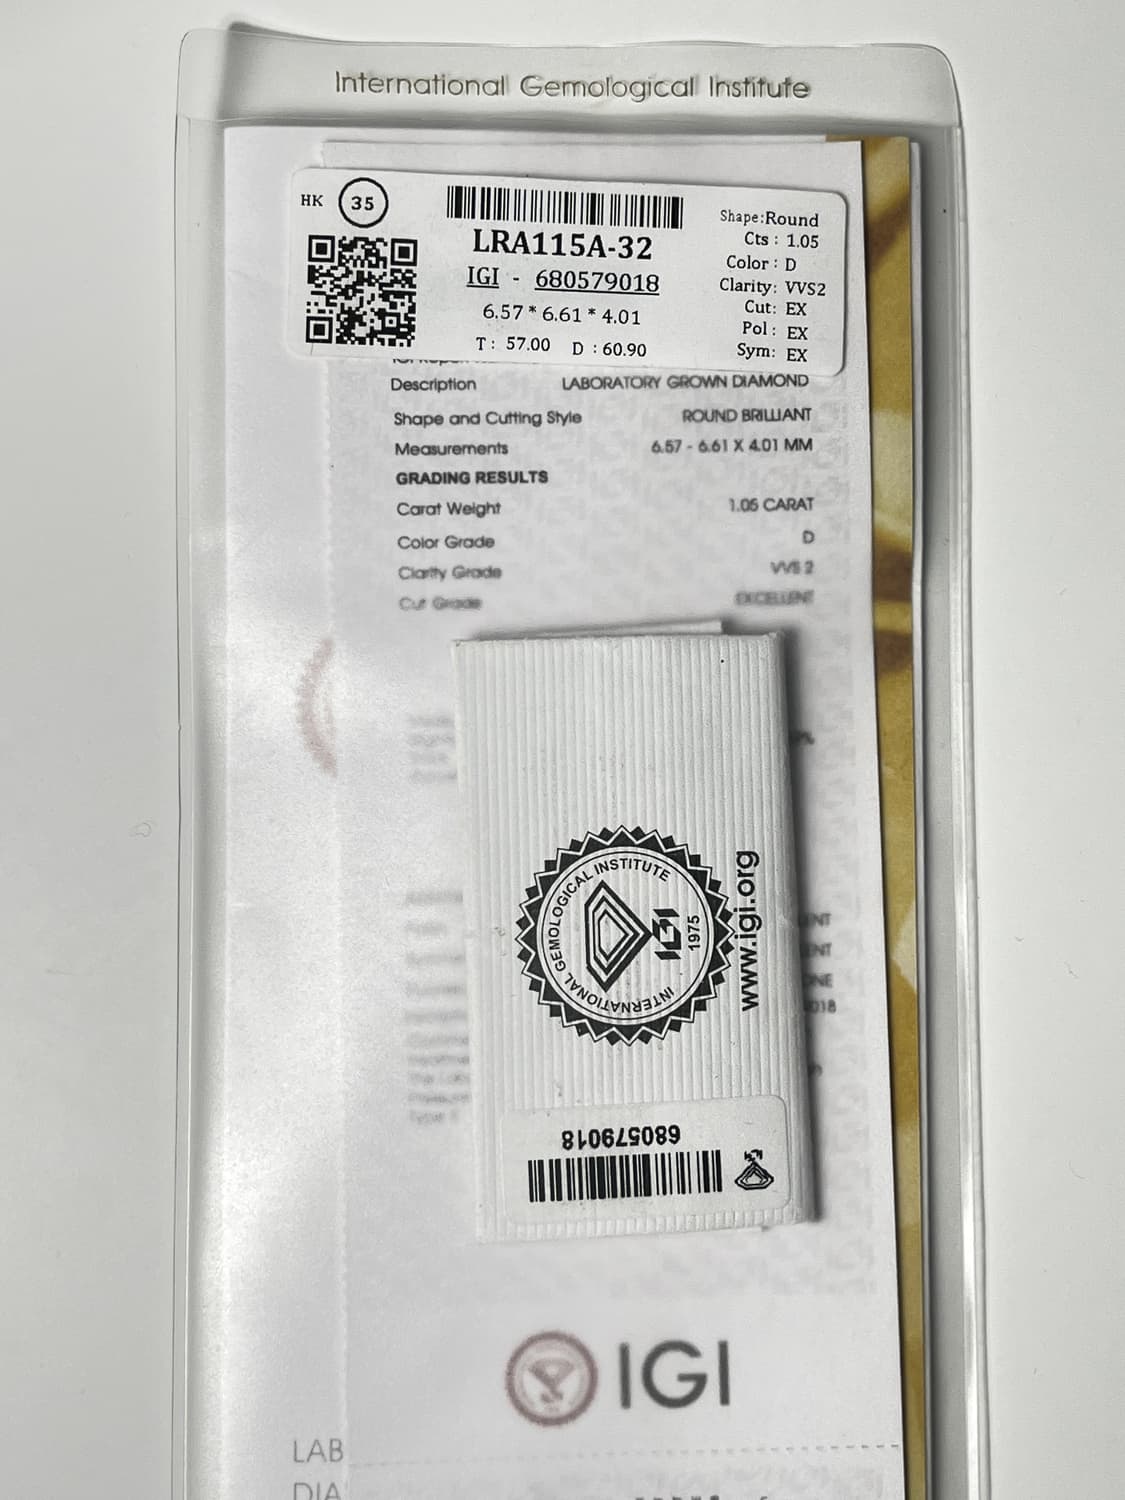 International Gemological Institute
HK 35
LRA115A-32
IGI - 680579018
6.57 * 6.61 * 4.01
T: 57.00 D : 60.90
Shape:Round
Cts : 1.05
Color : D
Clarity: VVS2
Cut: EX
Pol : EX
Sym: EX
Description LABORATORY GROWN DIAMOND
Shape and Cutting Style ROUND BRILLIANT
Measurements 6.57 - 6.61 X 4.01 MM
GRADING RESULTS
Carat Weight 1.05 CARAT
Color Grade D
Clarity Grade VVS 2
Cut Grade EXCELLENT
INTERNATIONAL GEMOLOGICAL INSTITUTE
IGI
1975
www.igi.org
680579018
IGI
LAB
DIA